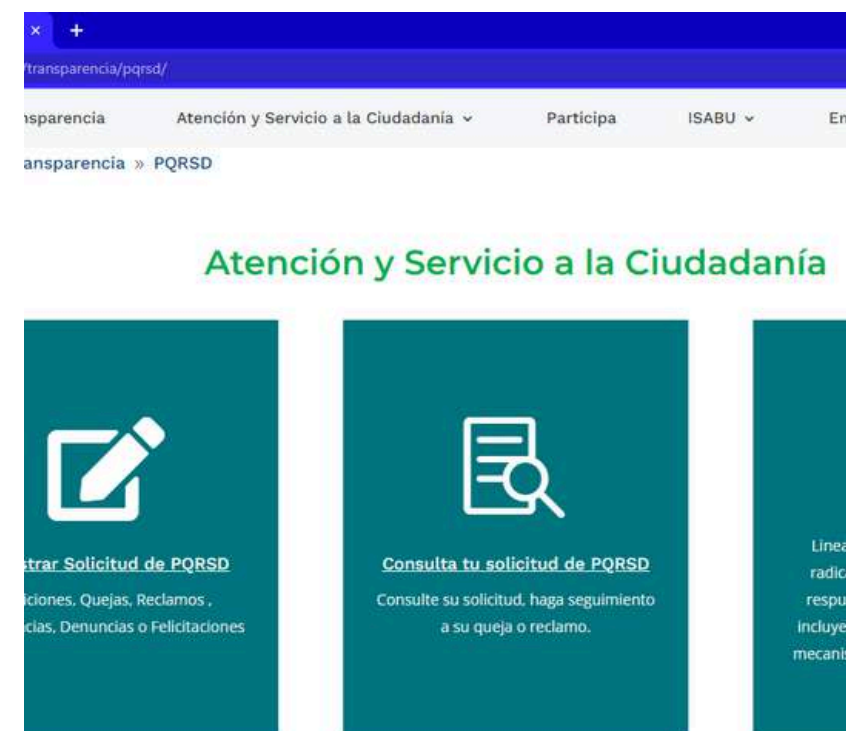 /transparencia/pqrsd/
nsparencia Atención y Servicio a la Ciudadanía Participa ISABU En
ansparencia » PQRSD
Atención y Servicio a la Ciudadanía
strar Solicitud de PQRSD
iciones, Quejas, Reclamos ,
cias, Denuncias o Felicitaciones
Consulta tu solicitud de PQRSD
Consulte su solicitud, haga seguimiento
a su queja o reclamo.
Linea
radica
respu
incluye
mecanis